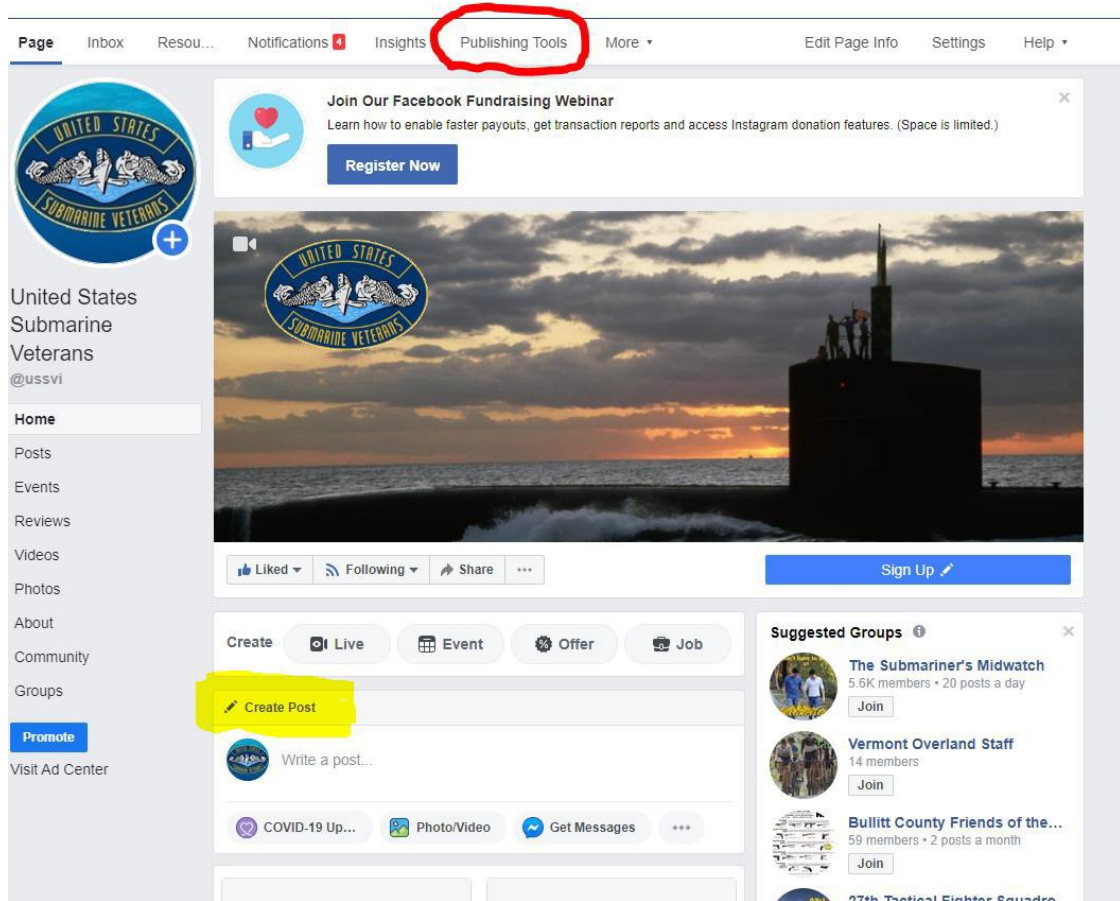 Page Inbox Resou... Notifications 4 Insights Publishing Tools More Edit Page Info Settings Help
UNITED STATES
SUBMARINE VETERANS
United States
Submarine
Veterans
@ussvi
Home
Posts
Events
Reviews
Videos
Photos
About
Community
Groups
Promote
Visit Ad Center
Join Our Facebook Fundraising Webinar
Learn how to enable faster payouts, get transaction reports and access Instagram donation features. (Space is limited.)
Register Now
UNITED STATES
SUBMARINE VETERANS
Liked Following Share ...
Sign Up
Create Live Event Offer Job
Create Post
Write a post...
COVID-19 Up... Photo/Video Get Messages ...
Suggested Groups
The Submariner's Midwatch
5.6K members • 20 posts a day
Join
Vermont Overland Staff
14 members
Join
Bullitt County Friends of the...
59 members • 2 posts a month
Join
27th Tactical Fighter Squadro